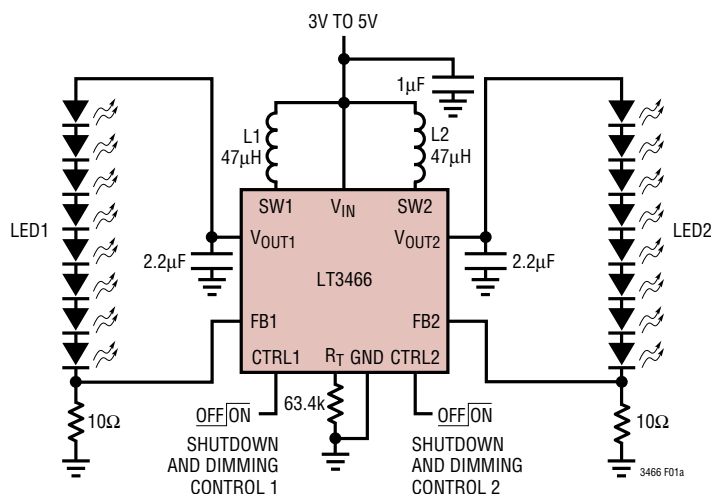 3V TO 5V
1µF
L1
47µH
L2
47µH
SW1
VIN
SW2
LED1
VOUT1
VOUT2
LED2
2.2µF
2.2µF
LT3466
FB1
FB2
CTRL1
RT GND
CTRL2
10Ω
OFF ON
63.4k
OFF ON
10Ω
SHUTDOWN
AND DIMMING
CONTROL 1
SHUTDOWN
AND DIMMING
CONTROL 2
3466 F01a